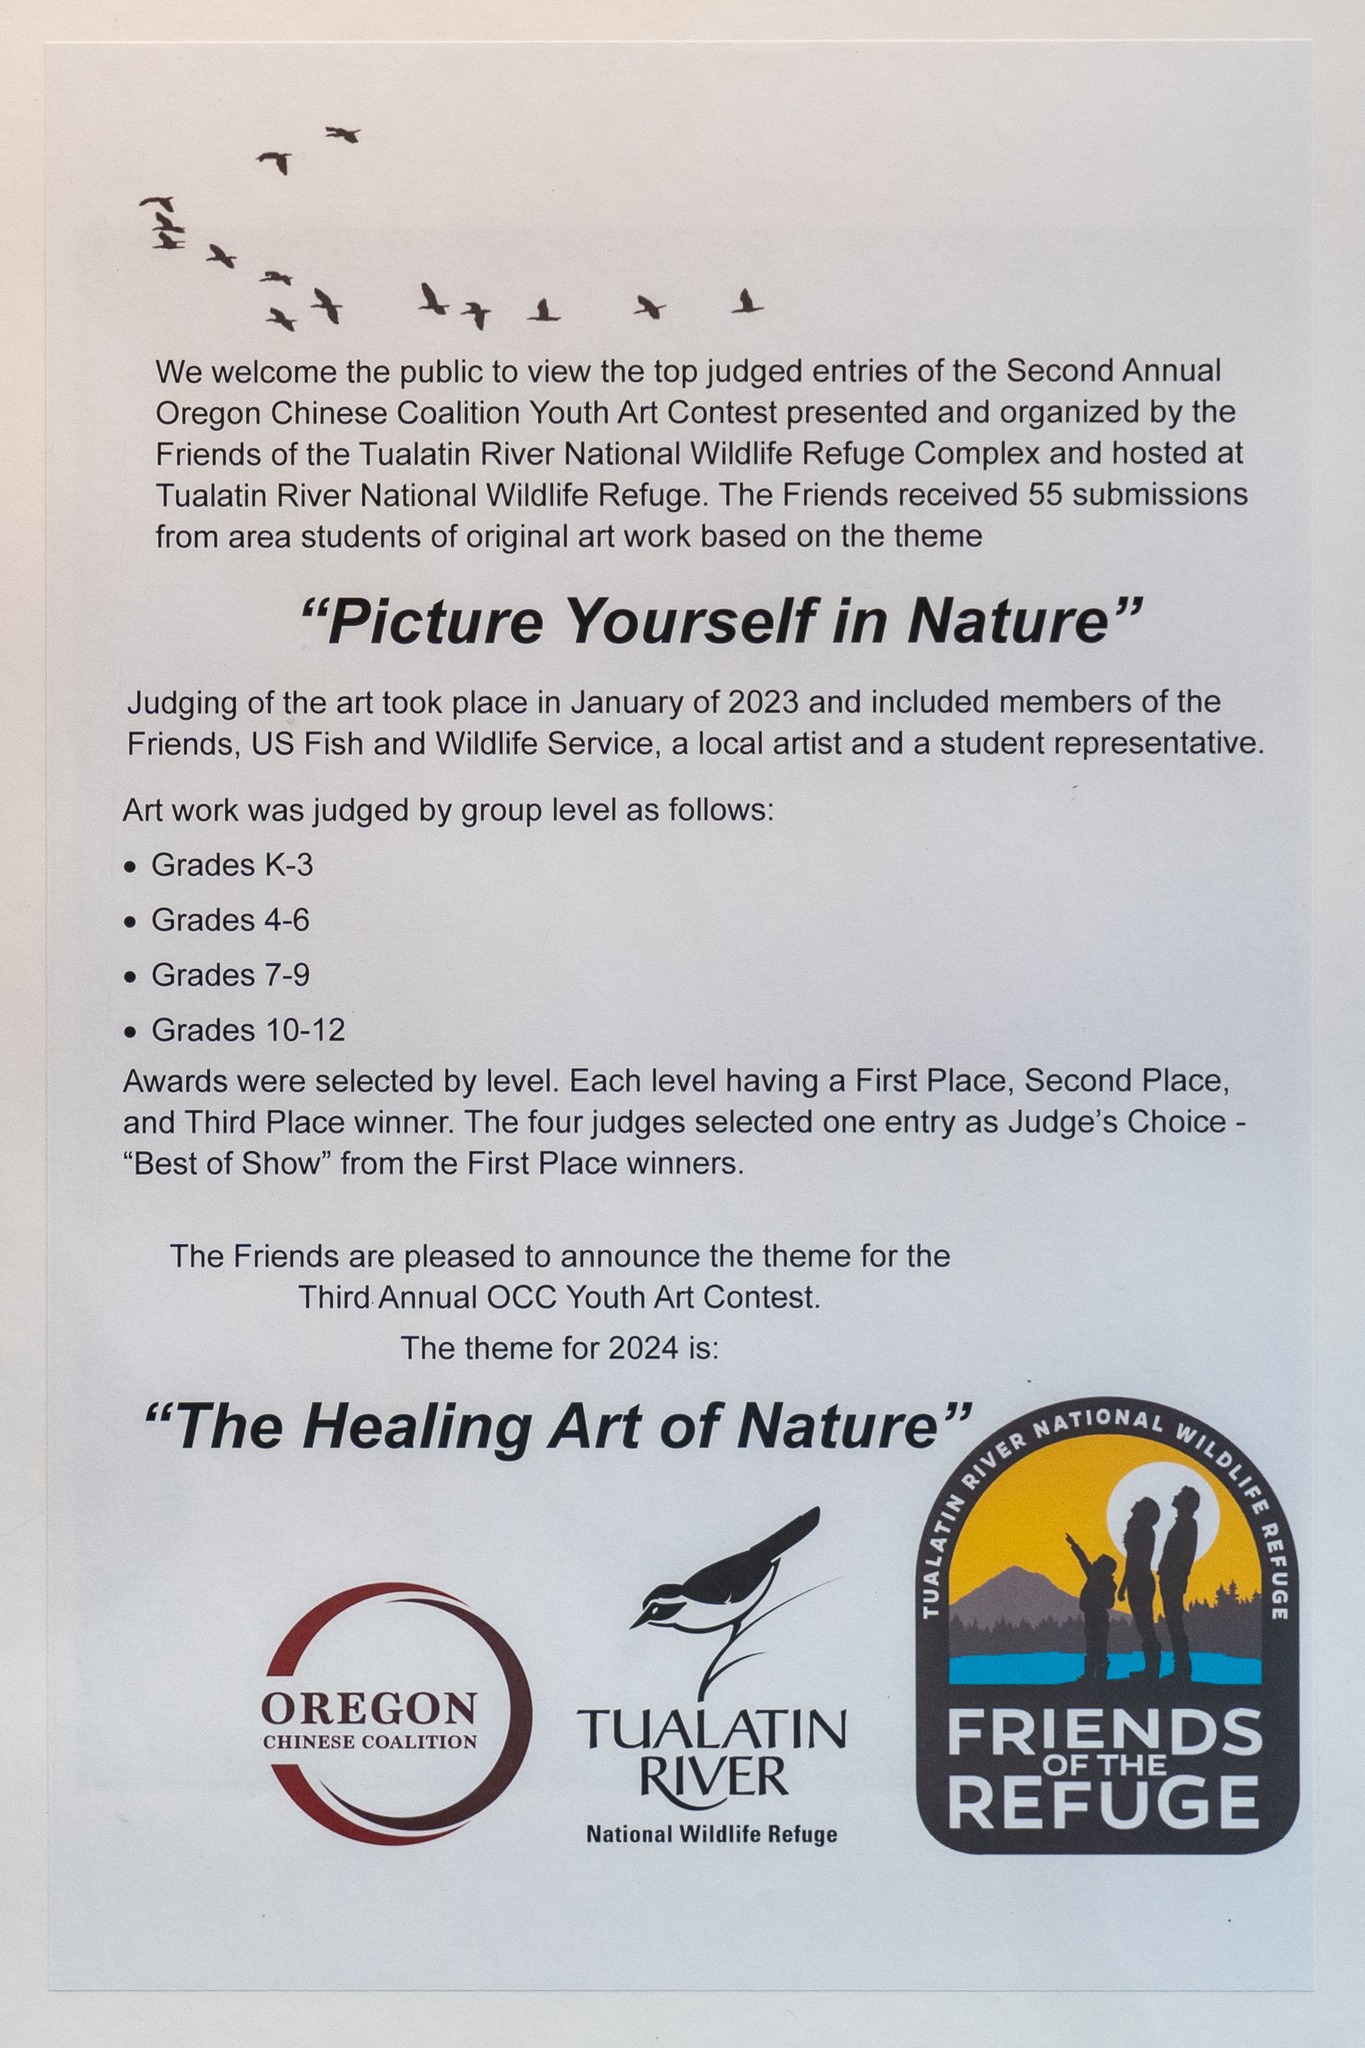 We welcome the public to view the top judged entries of the Second Annual
Oregon Chinese Coalition Youth Art Contest presented and organized by the
Friends of the Tualatin River National Wildlife Refuge Complex and hosted at
Tualatin River National Wildlife Refuge. The Friends received 55 submissions
from area students of original art work based on the theme
“Picture Yourself in Nature”
Judging of the art took place in January of 2023 and included members of the
Friends, US Fish and Wildlife Service, a local artist and a student representative.
Art work was judged by group level as follows:
• Grades K-3
• Grades 4-6
• Grades 7-9
• Grades 10-12
Awards were selected by level. Each level having a First Place, Second Place,
and Third Place winner. The four judges selected one entry as Judge’s Choice -
“Best of Show” from the First Place winners.
The Friends are pleased to announce the theme for the
Third Annual OCC Youth Art Contest.
The theme for 2024 is:
“The Healing Art of Nature”
OREGON
CHINESE COALITION
TUALATIN
RIVER
National Wildlife Refuge
TUALATIN RIVER NATIONAL WILDLIFE REFUGE
FRIENDS
OF THE
REFUGE